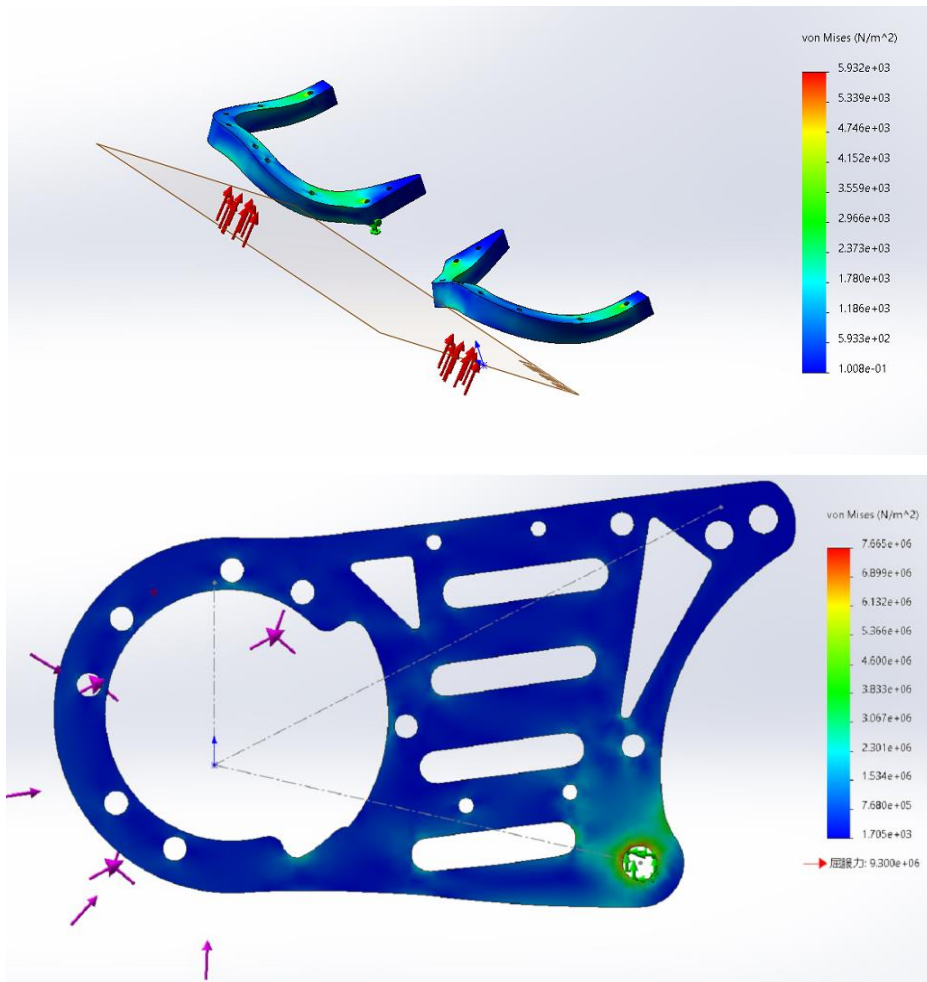 von Mises (N/m^2)
5.932e+03
5.339e+03
4.746e+03
4.152e+03
3.559e+03
2.966e+03
2.373e+03
1.780e+03
1.186e+03
5.933e+02
1.008e-01
von Mises (N/m^2)
7.665e+06
6.899e+06
6.132e+06
5.366e+06
4.600e+06
3.833e+06
3.067e+06
2.301e+06
1.534e+06
7.680e+05
1.705e+03
屈服力: 9.300e+06